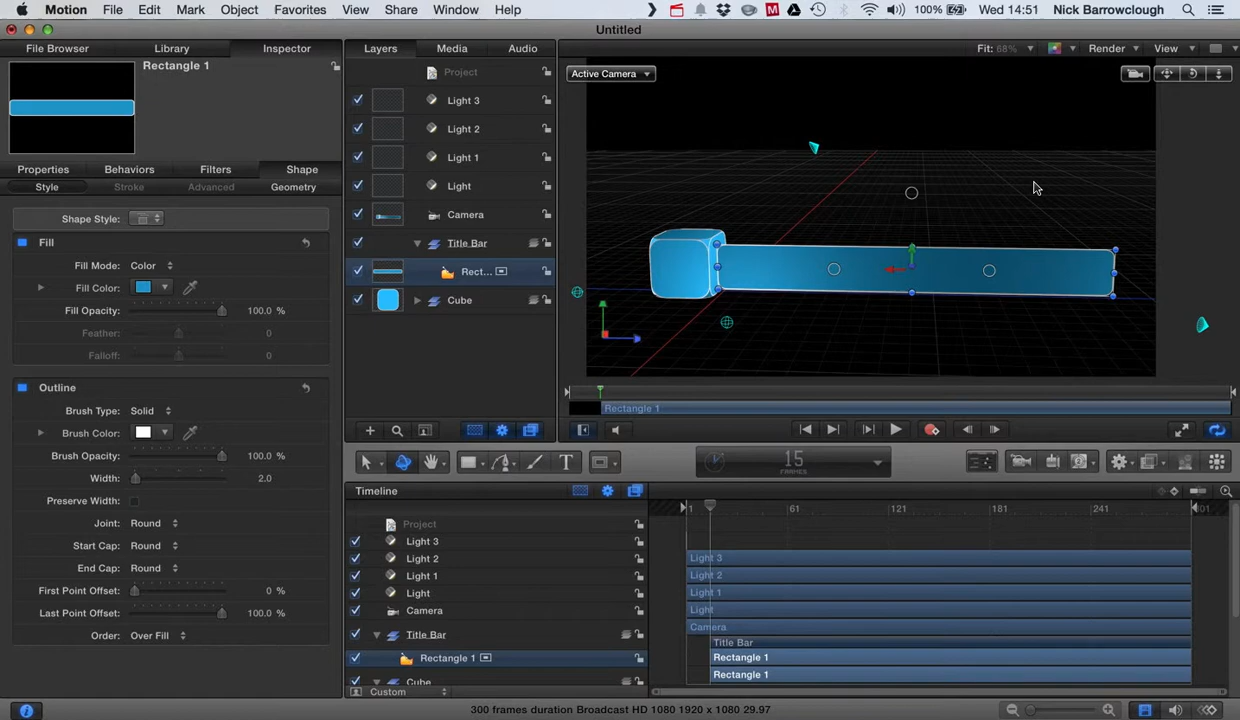 Motion File Edit Mark Object Favorites View Share Window Help 100% Wed 14:51 Nick Barrowclough
Untitled
File Browser Library Inspector
Layers Media Audio
Fit: 68% Render View
Rectangle 1
Project
Active Camera
Light 3
Light 2
Light 1
Light
Camera
Title Bar
Rect...
Cube
Properties Behaviors Filters Shape
Style Stroke Advanced Geometry
Shape Style:
Fill
Fill Mode: Color
Fill Color:
Fill Opacity: 100.0 %
Feather: 0
Falloff: 0
Outline
Brush Type: Solid
Brush Color:
Brush Opacity: 100.0 %
Width: 2.0
Preserve Width:
Joint: Round
Start Cap: Round
End Cap: Round
First Point Offset: 0 %
Last Point Offset: 100.0 %
Order: Over Fill
Rectangle 1
T
15
FRAMES
Timeline
1 61 121 181 241 301
Project
Light 3
Light 2
Light 1
Light
Camera
Title Bar
Rectangle 1
Cube
Custom
Light 3
Light 2
Light 1
Light
Camera
Title Bar
Rectangle 1
Rectangle 1
300 frames duration Broadcast HD 1080 1920 x 1080 29.97